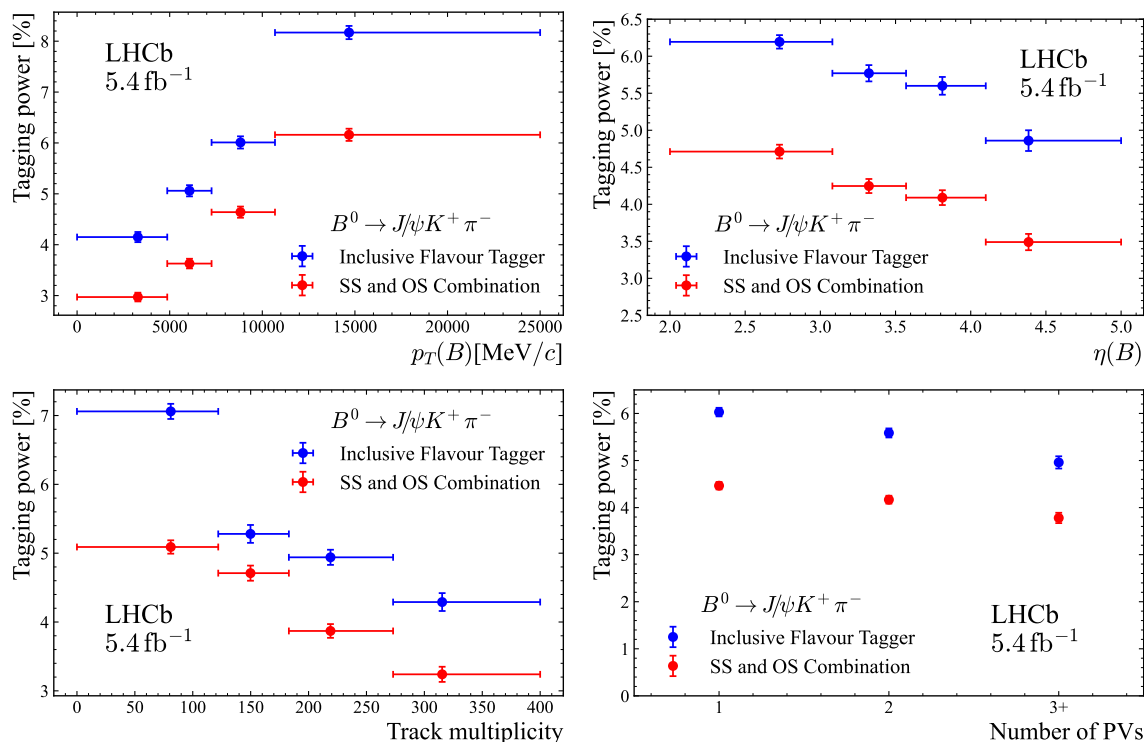 Tagging power [%]
8
7
6
5
4
3
LHCb
5.4 fb⁻¹
B⁰ → J/ψK⁺ π⁻
Inclusive Flavour Tagger
SS and OS Combination
0 5000 10000 15000 20000 25000
p_T(B)[MeV/c]
Tagging power [%]
6.5
6.0
5.5
5.0
4.5
4.0
3.5
3.0
2.5
LHCb
5.4 fb⁻¹
B⁰ → J/ψK⁺ π⁻
Inclusive Flavour Tagger
SS and OS Combination
2.0 2.5 3.0 3.5 4.0 4.5 5.0
η(B)
Tagging power [%]
7
6
5
4
3
B⁰ → J/ψK⁺ π⁻
Inclusive Flavour Tagger
SS and OS Combination
LHCb
5.4 fb⁻¹
0 50 100 150 200 250 300 350 400
Track multiplicity
Tagging power [%]
6
5
4
3
2
1
0
B⁰ → J/ψK⁺ π⁻
Inclusive Flavour Tagger
SS and OS Combination
LHCb
5.4 fb⁻¹
1 2 3+
Number of PVs